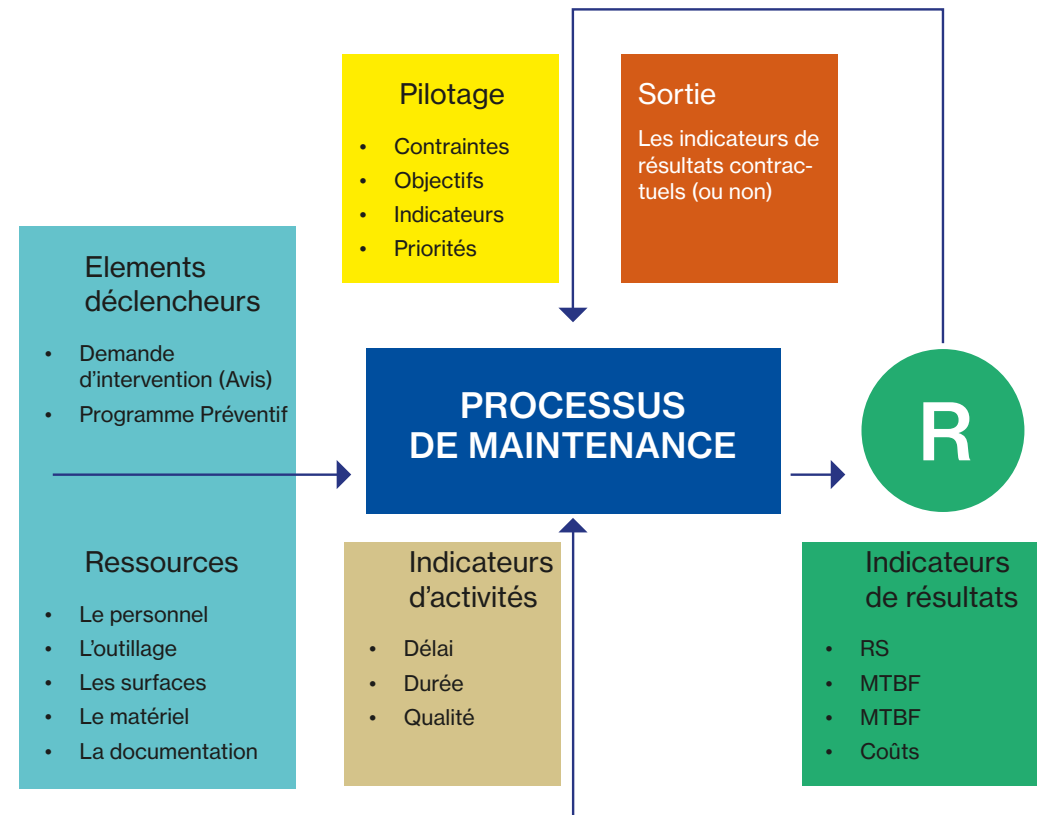 Pilotage
• Contraintes
• Objectifs
• Indicateurs
• Priorités
Sortie
Les indicateurs de
résultats contrac-
tuels (ou non)
Elements
déclencheurs
• Demande
d'intervention (Avis)
• Programme Préventif
PROCESSUS
DE MAINTENANCE
R
Ressources
• Le personnel
• L'outillage
• Les surfaces
• Le matériel
• La documentation
Indicateurs
d'activités
• Délai
• Durée
• Qualité
Indicateurs
de résultats
• RS
• MTBF
• MTBF
• Coûts